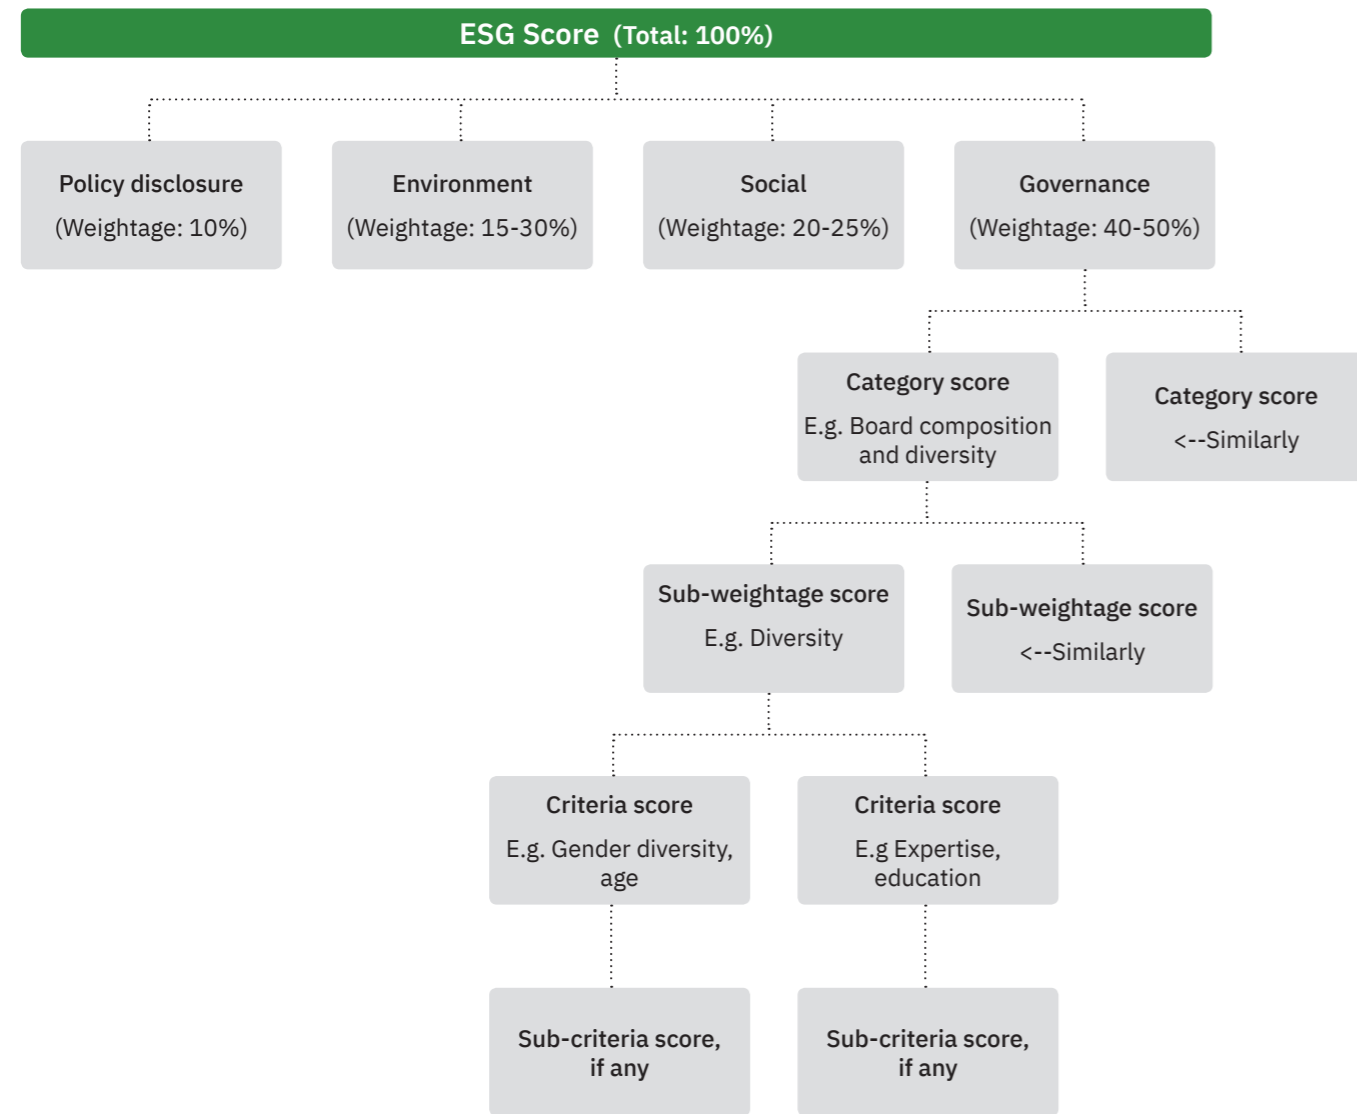 ESG Score (Total: 100%)
Policy disclosure
(Weightage: 10%)
Environment
(Weightage: 15-30%)
Social
(Weightage: 20-25%)
Governance
(Weightage: 40-50%)
Category score
E.g. Board composition
and diversity
Category score
<--Similarly
Sub-weightage score
E.g. Diversity
Sub-weightage score
<--Similarly
Criteria score
E.g. Gender diversity,
age
Criteria score
E.g Expertise,
education
Sub-criteria score,
if any
Sub-criteria score,
if any